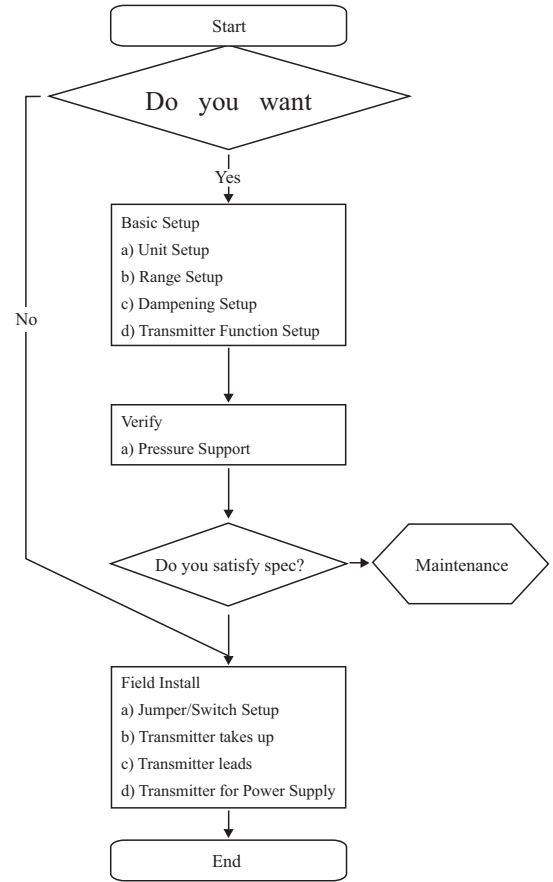 Start
Do you want
Yes
Basic Setup
a) Unit Setup
b) Range Setup
c) Dampening Setup
d) Transmitter Function Setup
No
Verify
a) Pressure Support
Do you satisfy spec?
Maintenance
Field Install
a) Jumper/Switch Setup
b) Transmitter takes up
c) Transmitter leads
d) Transmitter for Power Supply
End